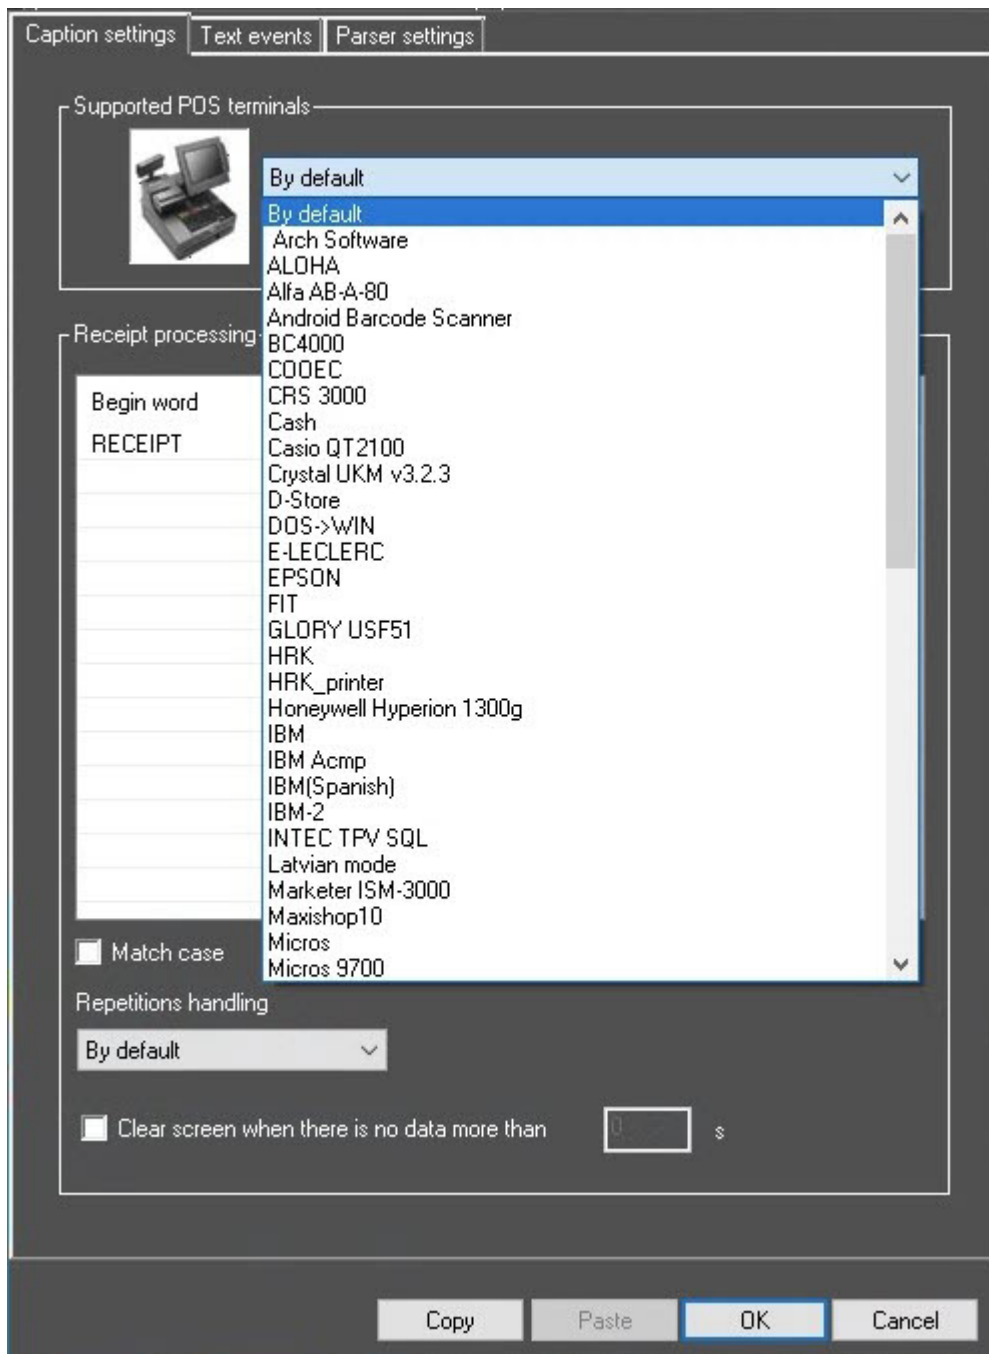 Caption settings Text events Parser settings
Supported POS terminals
By default
By default
Arch Software
ALOHA
Alfa AB-A-80
Android Barcode Scanner
Receipt processing
BC4000
COOEC
CRS 3000
Begin word
Cash
RECEIPT
Casio QT2100
Crystal UKM v3.2.3
D-Store
DOS->WIN
E-LECLERC
EPSON
FIT
GLORY USF51
HRK
HRK_printer
Honeywell Hyperion 1300g
IBM
IBM Acmp
IBM(Spanish)
IBM-2
INTEC TPV SQL
Latvian mode
Marketer ISM-3000
Maxishop10
Micros
Match case
Micros 9700
Repetitions handling
By default
Clear screen when there is no data more than 0 s
Copy Paste OK Cancel